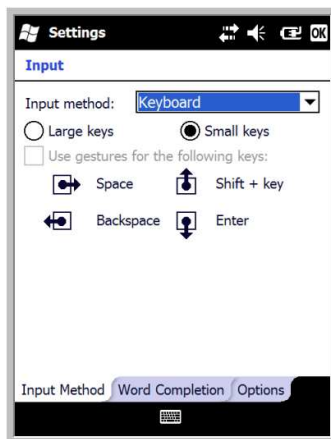 Settings OK
Input
Input method: Keyboard
Large keys Small keys
Use gestures for the following keys:
Space Shift + key
Backspace Enter
Input Method Word Completion Options